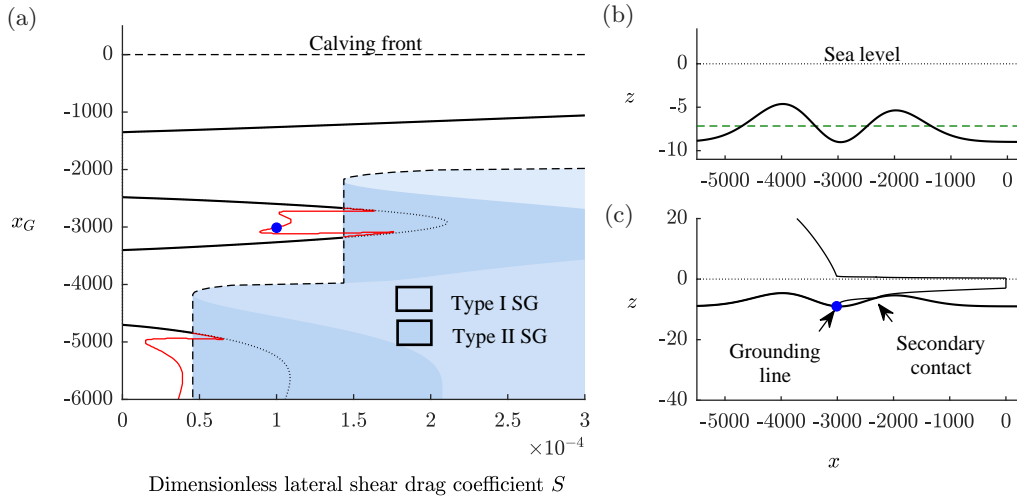 (a)
Calving front
0
-1000
-2000
x_G
-3000
-4000
Type I SG
Type II SG
-5000
-6000
0
0.5
1
1.5
2
2.5
3
×10⁻⁴
Dimensionless lateral shear drag coefficient S
(b)
Sea level
0
z
-5
-10
-5000
-4000
-3000
-2000
-1000
0
(c)
20
0
z
-20
Grounding
line
Secondary
contact
-40
-5000
-4000
-3000
-2000
-1000
0
x